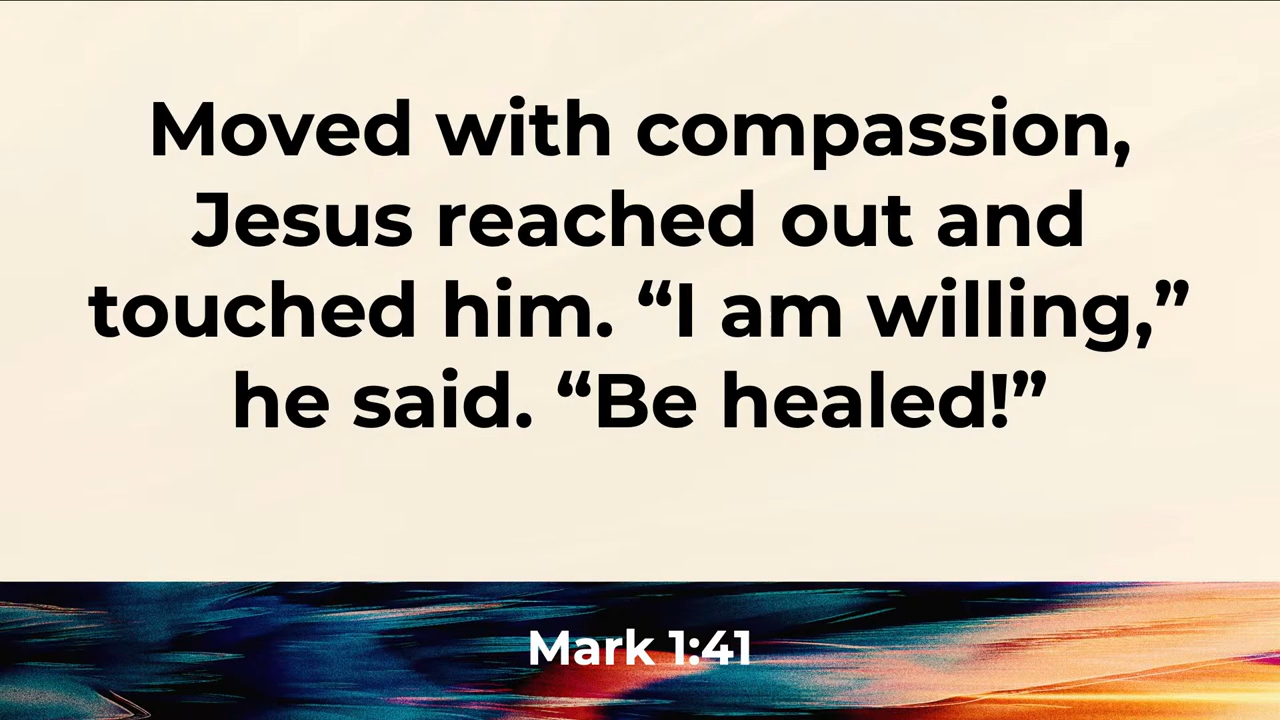 Moved with compassion,
Jesus reached out and
touched him. “I am willing,”
he said. “Be healed!”
Mark 1:41